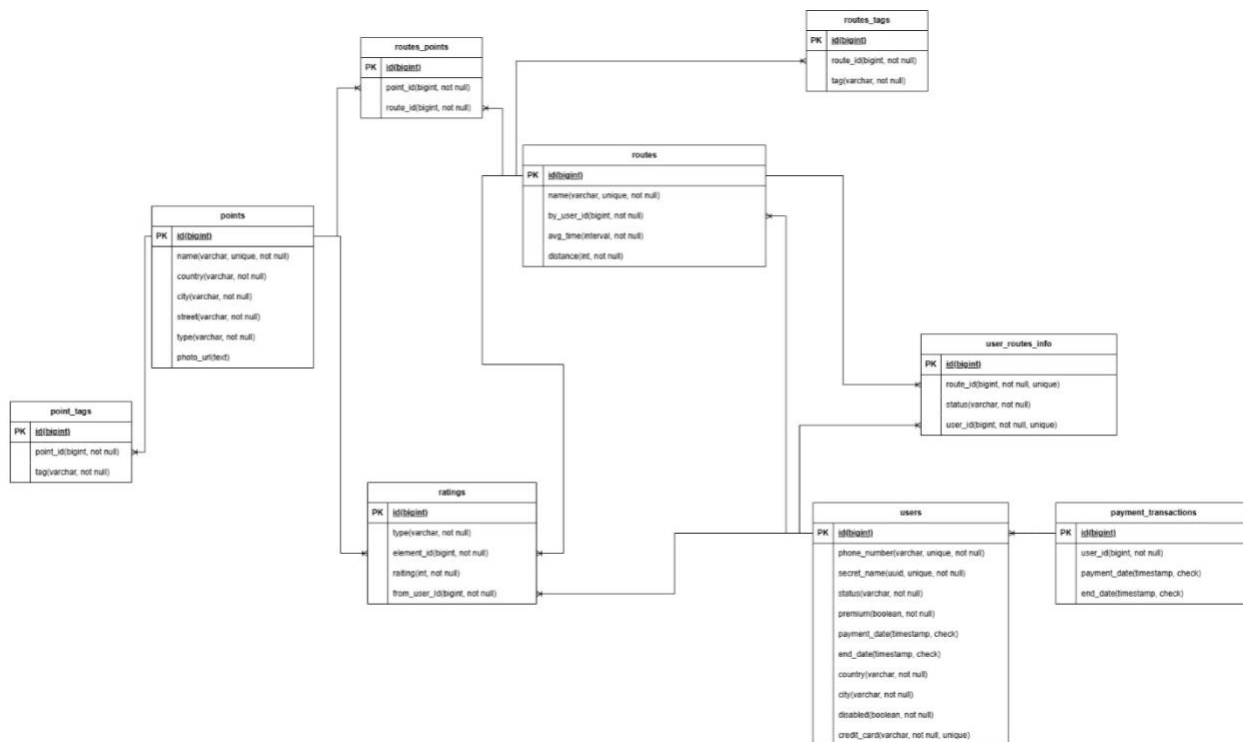 routes_tags
PK id(bigint)
route_id(bigint, not null)
tag(varchar, not null)
routes_points
PK id(bigint)
point_id(bigint, not null)
route_id(bigint, not null)
routes
PK id(bigint)
name(varchar, unique, not null)
by_user_id(bigint, not null)
avg_time(interval, not null)
distance(int, not null)
points
PK id(bigint)
name(varchar, unique, not null)
country(varchar, not null)
city(varchar, not null)
street(varchar, not null)
type(varchar, not null)
photo_url(text)
user_routes_info
PK id(bigint)
route_id(bigint, not null, unique)
status(varchar, not null)
user_id(bigint, not null, unique)
point_tags
PK id(bigint)
point_id(bigint, not null)
tag(varchar, not null)
ratings
PK id(bigint)
type(varchar, not null)
element_id(bigint, not null)
raiting(int, not null)
from_user_id(bigint, not null)
users
PK id(bigint)
phone_number(varchar, unique, not null)
secret_name(uuid, unique, not null)
status(varchar, not null)
premium(boolean, not null)
payment_date(timestamp, check)
end_date(timestamp, check)
country(varchar, not null)
city(varchar, not null)
disabled(boolean, not null)
credit_card(varchar, not null, unique)
payment_transactions
PK id(bigint)
user_id(bigint, not null)
payment_date(timestamp, check)
end_date(timestamp, check)